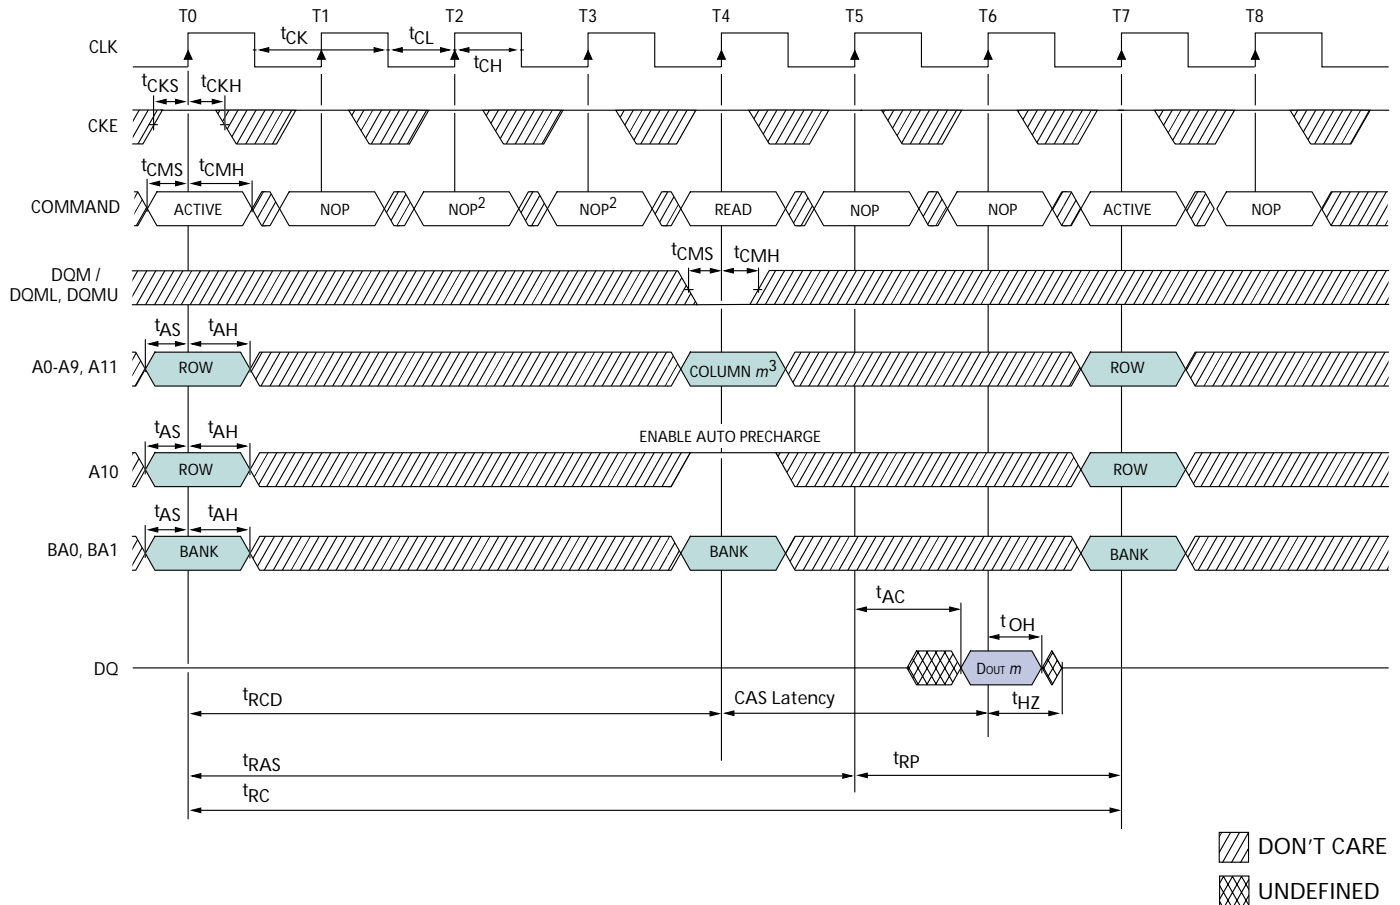 T0 T1 T2 T3 T4 T5 T6 T7 T8
CLK tCK tCL tCH
tCKS tCKH
CKE
tCMS tCMH
COMMAND ACTIVE NOP NOP2 NOP2 READ NOP NOP ACTIVE NOP
tCMS tCMH
DQM /
DQML, DQMU
tAS tAH
A0-A9, A11 ROW COLUMN m3 ROW
tAS tAH ENABLE AUTO PRECHARGE
A10 ROW ROW
tAS tAH
BA0, BA1 BANK BANK BANK
tAC
tOH
DQ DOUT m
tRCD CAS Latency tHZ
tRAS tRP
tRC
DON'T CARE
UNDEFINED